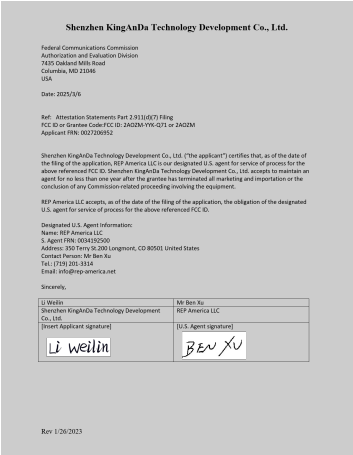 Shenzhen KingAnDa Technology Development Co., Ltd.
Federal Communications Commission
Authorization and Evaluation Division
7435 Oakland Mills Road
Columbia, MD 21046
USA
Date: 2025/3/6
Ref:   Attestation Statements Part 2.911(d)(7) Filing
FCC ID or Grantee Code:FCC ID: 2AOZM-YYK-Q71 or 2AOZM
Applicant FRN: 0027206952
Shenzhen KingAnDa Technology Development Co., Ltd. ("the applicant") certifies that, as of the date
of the filing of the application, REP America LLC is our designated U.S. agent for service of process for the
above referenced FCC ID. Shenzhen KingAnDa Technology Development Co., Ltd. accepts to maintain an
agent for no less than one year after the grantee has terminated all marketing and importation or the
conclusion of any Commission-related proceeding involving the equipment.
REP America LLC accepts, as of the date of the filing of the application, the obligation of the designated
U.S. agent for service of process for the above referenced FCC ID.
Designated U.S. Agent Information:
Name: REP America LLC
S. Agent FRN: 0034192500
Address: 350 Terry St.200 Longmont, CO 80501 United States
Contact Person: Mr Ben Xu
Tel.: (719) 201-3314
Email: info@rep-america.net
Sincerely,
Li Weilin
Mr Ben Xu
Shenzhen KingAnDa Technology Development
Co., Ltd.
REP America LLC
[Insert Applicant signature]
[U.S. Agent signature]
Li Weilin
BEN XU
Rev 1/26/2023